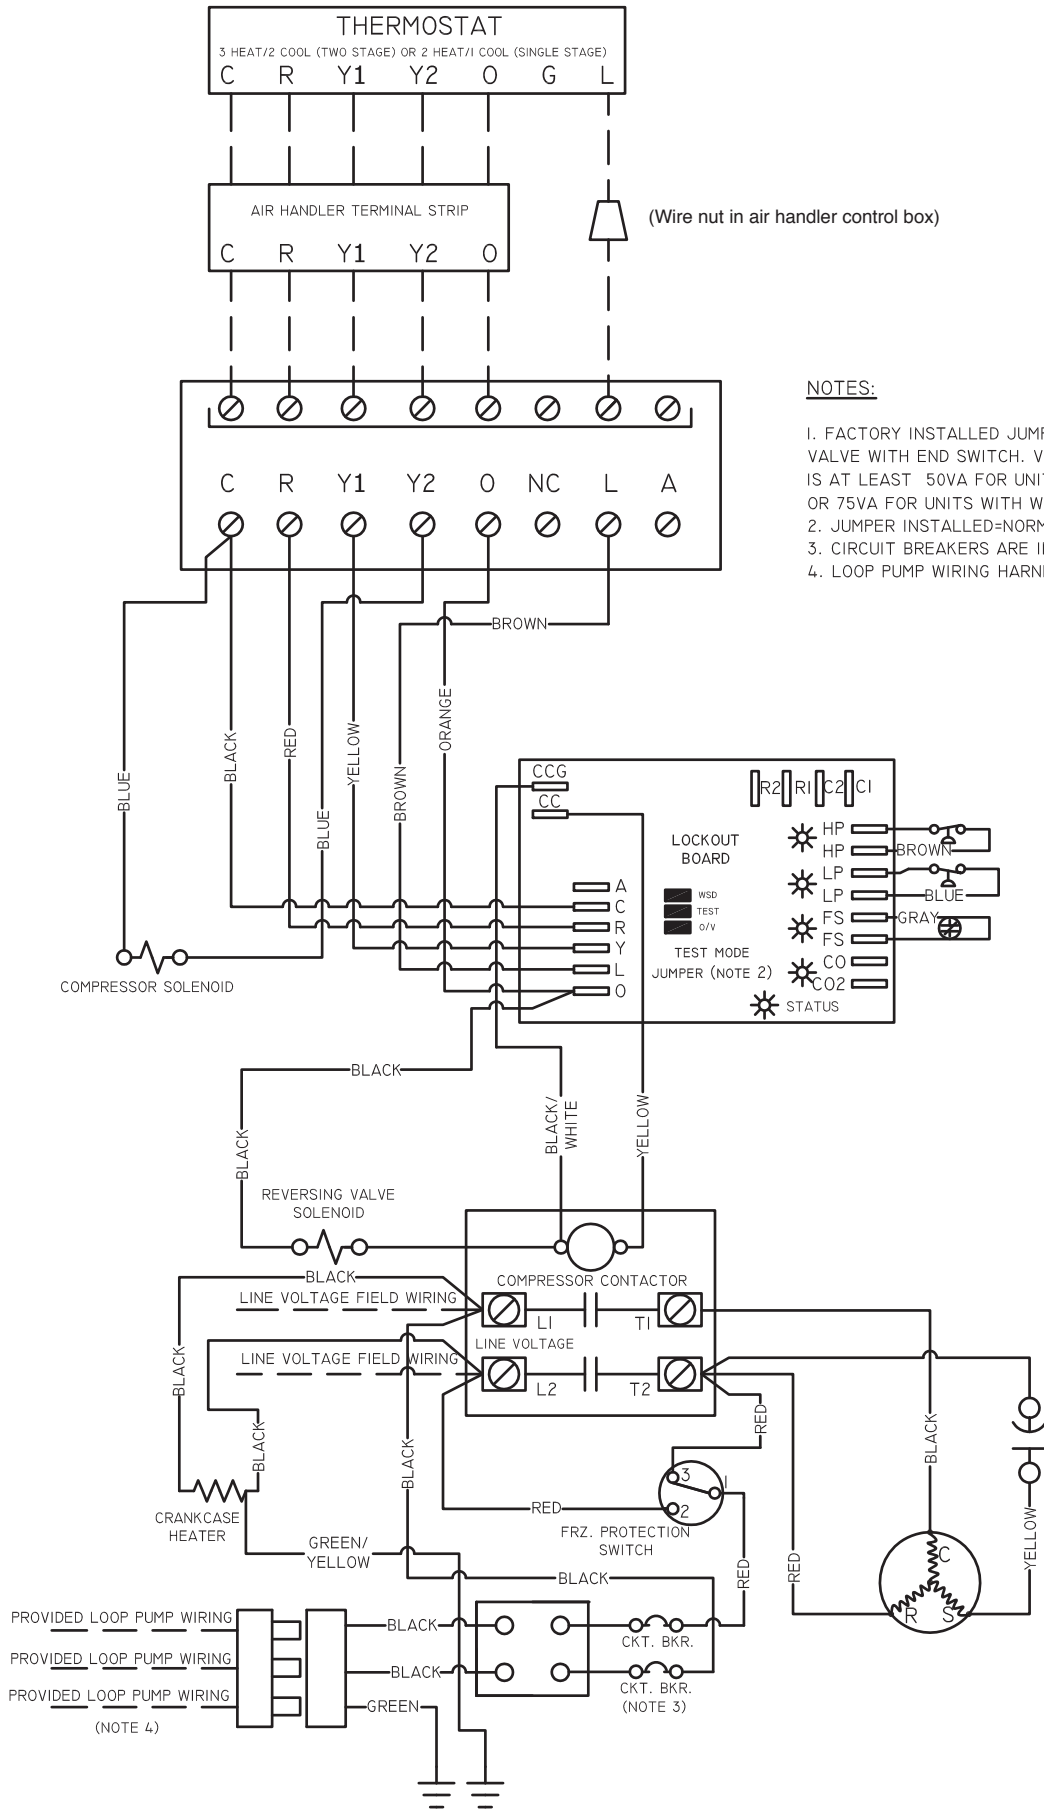 THERMOSTAT
3 HEAT/2 COOL (TWO STAGE) OR 2 HEAT/1 COOL (SINGLE STAGE)
C R Y1 Y2 O G L
AIR HANDLER TERMINAL STRIP
C R Y1 Y2 O
(Wire nut in air handler control box)
NOTES:
1. FACTORY INSTALLED
VALVE WITH END SWITCH.
IS AT LEAST 50VA FOR
OR 75VA FOR UNITS WITH
2. JUMPER
3. CIRCUIT BREAKERS ARE
4. LOOP PUMP WIRING
C R Y1 Y2 O NC L A
BROWN
BLUE
BLACK
RED
YELLOW
BLUE
BROWN
ORANGE
COMPRESSOR SOLENOID
CCG
CC
R2 R1 C2 C1
LOCKOUT
BOARD
HP
HP
BROWN
LP
LP
BLUE
FS
GRAY
FS
CO
CO2
A
C
R
Y
L
O
WSD
TEST
O/V
TEST MODE
JUMPER (NOTE 2)
STATUS
BLACK
BLACK
BLACK/
WHITE
YELLOW
REVERSING VALVE
SOLENOID
BLACK
LINE VOLTAGE FIELD WIRING
COMPRESSOR CONTACTOR
L1 T1
LINE VOLTAGE
LINE VOLTAGE FIELD WIRING
L2 T2
BLACK
BLACK
BLACK
RED
BLACK
CRANKCASE
HEATER
RED
3
1
2
FRZ. PROTECTION
SWITCH
GREEN/
YELLOW
BLACK
RED
RED
C
R S
YELLOW
PROVIDED LOOP PUMP WIRING
PROVIDED LOOP PUMP WIRING
PROVIDED LOOP PUMP WIRING
(NOTE 4)
BLACK
BLACK
GREEN
CKT. BKR.
CKT. BKR.
(NOTE 3)